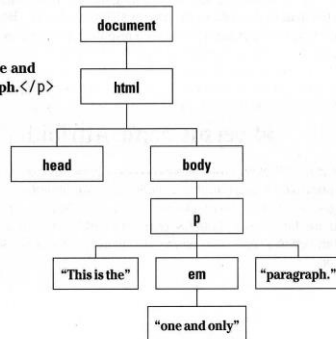 document
e and
ph.</p>
html
head body
p
"This is the" em "paragraph."
"one and only"